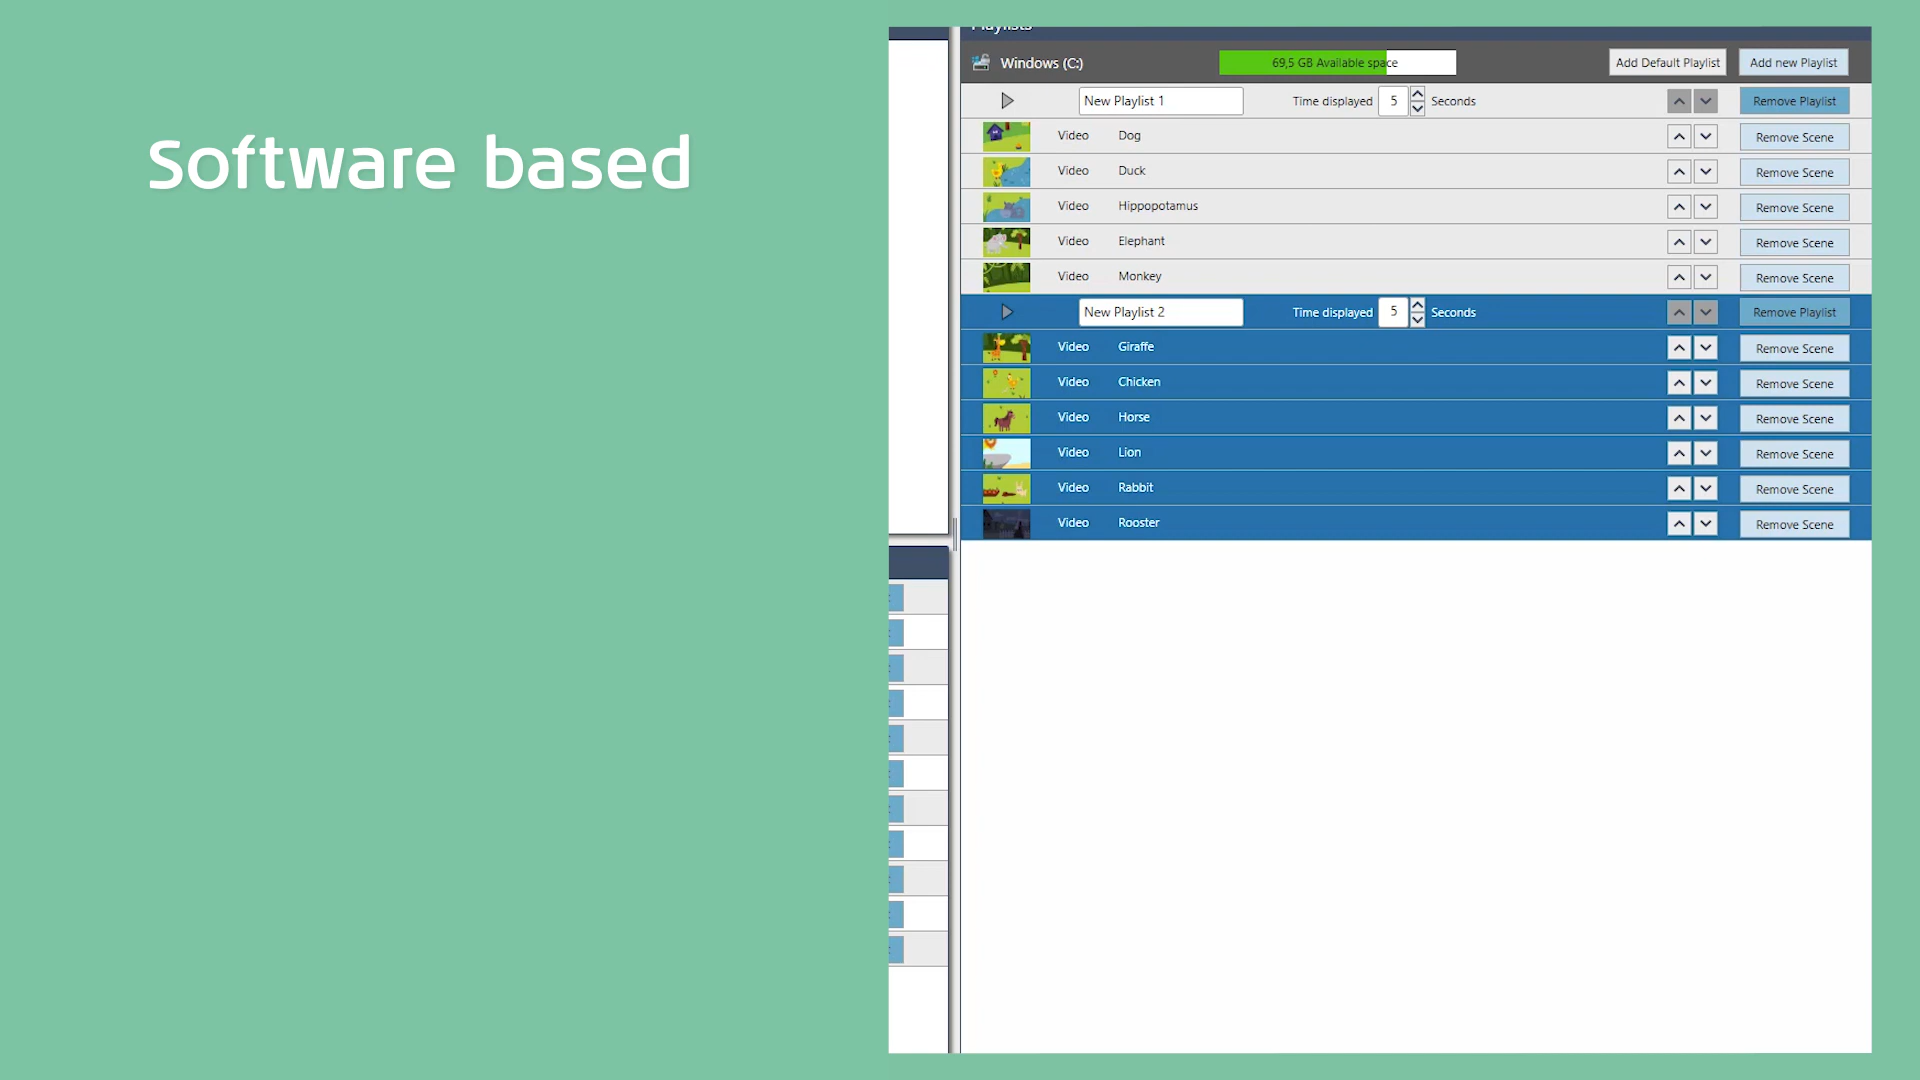 Software based
Playlists
Windows (C:) 69,5 GB Available space Add Default Playlist Add new Playlist
New Playlist 1 Time displayed 5 Seconds Remove Playlist
Video Dog Remove Scene
Video Duck Remove Scene
Video Hippopotamus Remove Scene
Video Elephant Remove Scene
Video Monkey Remove Scene
New Playlist 2 Time displayed 5 Seconds Remove Playlist
Video Giraffe Remove Scene
Video Chicken Remove Scene
Video Horse Remove Scene
Video Lion Remove Scene
Video Rabbit Remove Scene
Video Rooster Remove Scene